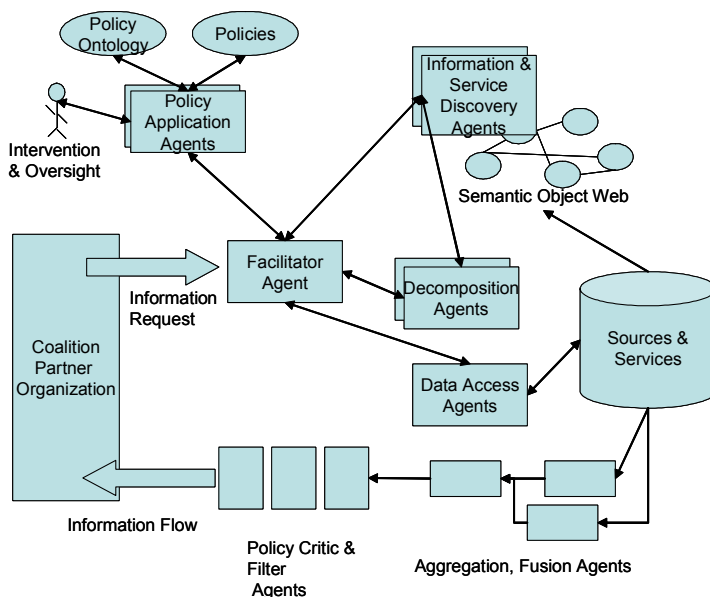 Policy
Ontology
Policies
Information &
Service
Discovery
Agents
Policy
Application
Agents
Intervention
& Oversight
Semantic Object Web
Facilitator
Agent
Decomposition
Agents
Information
Request
Sources &
Services
Coalition
Partner
Organization
Data Access
Agents
Information Flow
Policy Critic &
Filter
Agents
Aggregation, Fusion Agents